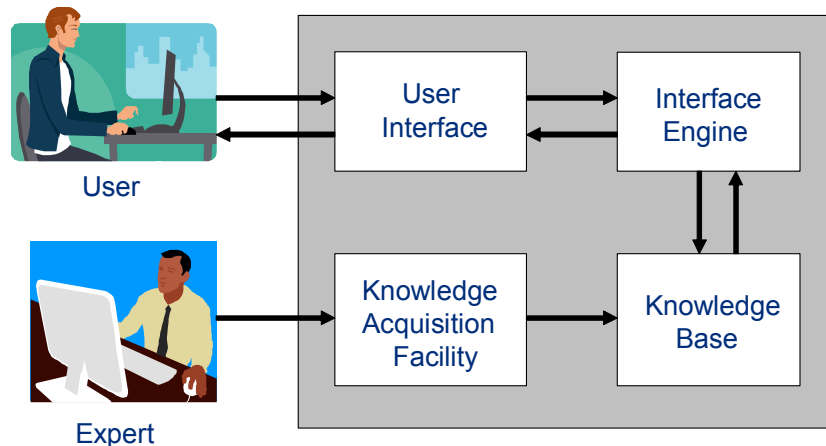 User
Interface
Interface
Engine
User
Knowledge
Acquisition
Facility
Knowledge
Base
Expert